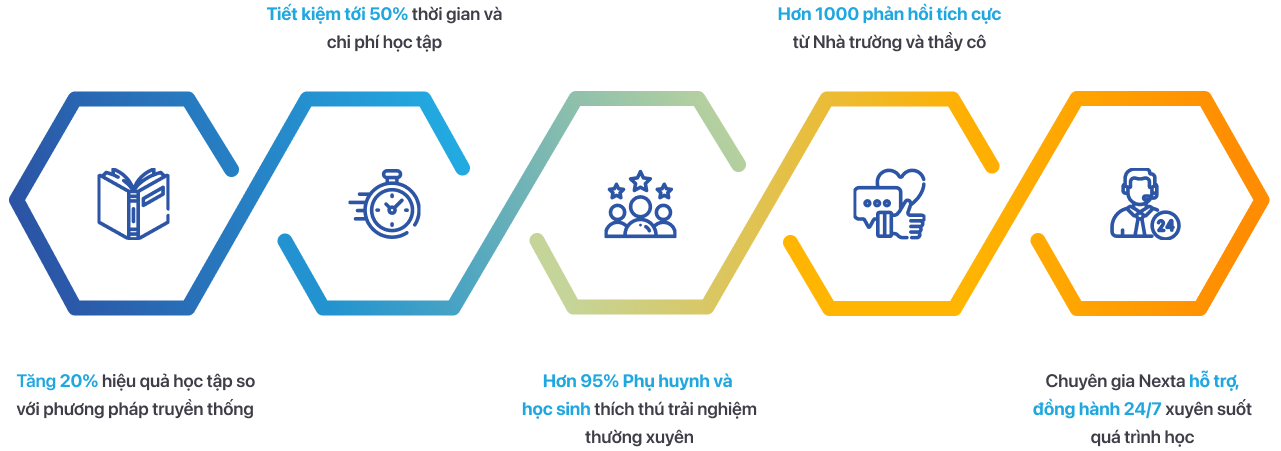 Tiết kiệm tới 50% thời gian và
chi phí học tập
Hơn 1000 phản hồi tích cực
từ Nhà trường và thầy cô
24
Tăng 20% hiệu quả học tập so
với phương pháp truyền thống
Hơn 95% Phụ huynh và
học sinh thích thú trải nghiệm
thường xuyên
Chuyên gia Nexta hỗ trợ,
đồng hành 24/7 xuyên suốt
quá trình học